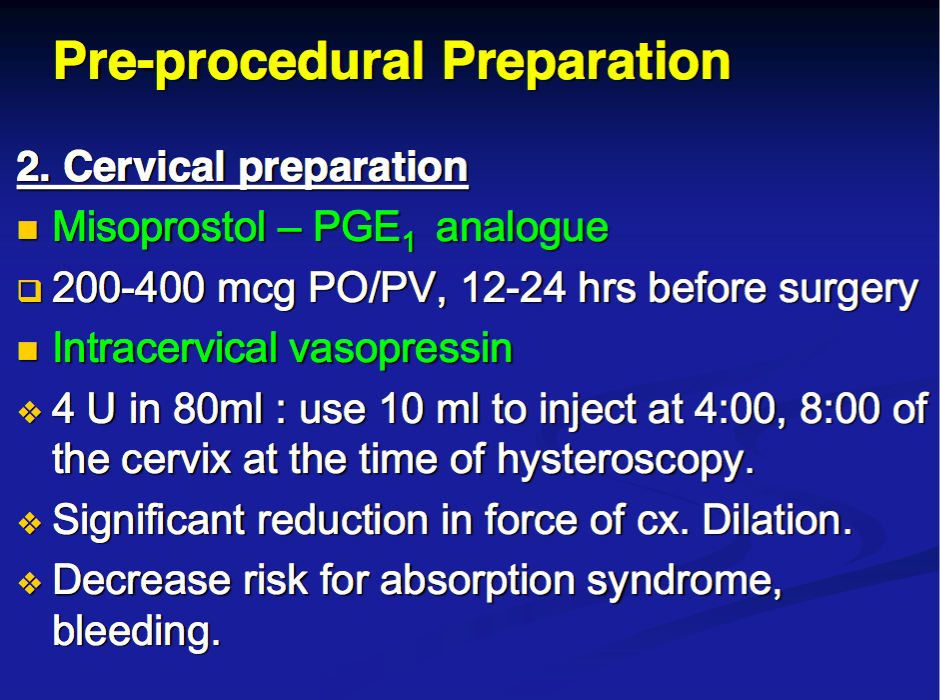 Pre-procedural Preparation
2. Cervical preparation
Misoprostol – PGE₁ analogue
200-400 mcg PO/PV, 12-24 hrs before surgery
Intracervical vasopressin
4 U in 80ml : use 10 ml to inject at 4:00, 8:00 of
the cervix at the time of hysteroscopy.
Significant reduction in force of cx. Dilation.
Decrease risk for absorption syndrome,
bleeding.